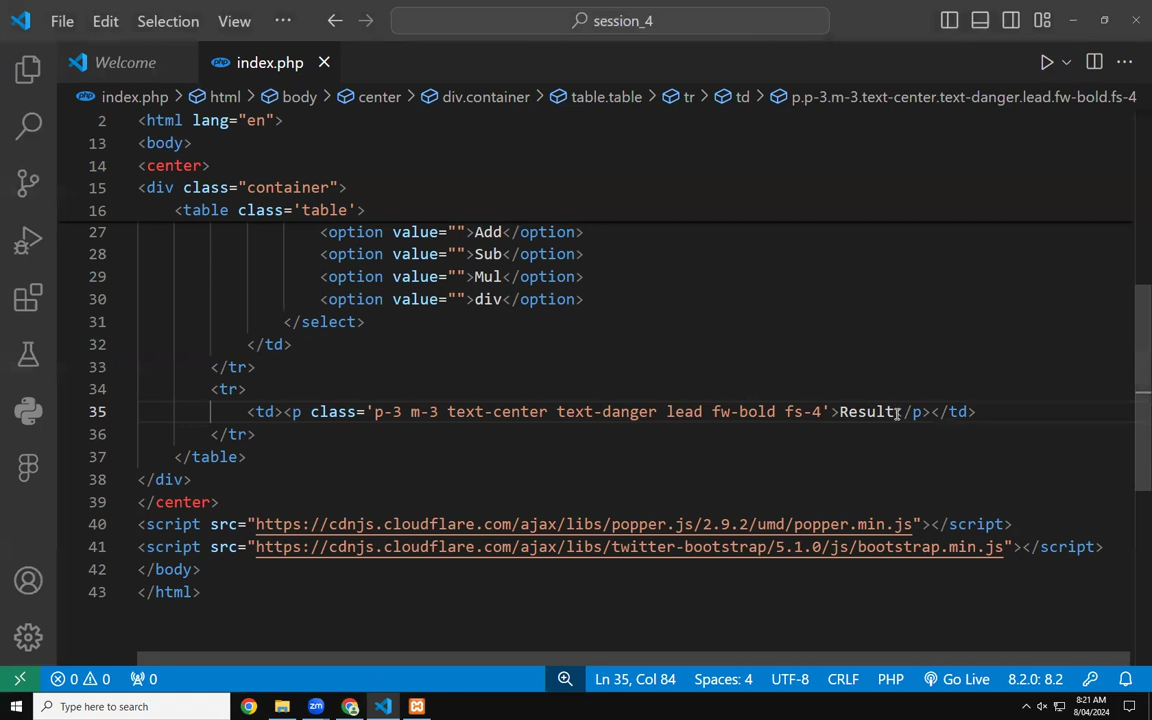 File Edit Selection View ··· session_4
Welcome index.php
index.php > html > body > center > div.container > table.table > tr > td > p.p-3.m-3.text-center.text-danger.lead.fw-bold.fs-4
2 <html lang="en">
13 <body>
14 <center>
15 <div class="container">
16 <table class='table'>
27 <option value="">Add</option>
28 <option value="">Sub</option>
29 <option value="">Mul</option>
30 <option value="">div</option>
31 </select>
32 </td>
33 </tr>
34 <tr>
35 <td><p class='p-3 m-3 text-center text-danger lead fw-bold fs-4'>Result</p></td>
36 </tr>
37 </table>
38 </div>
39 </center>
40 <script src="https://cdnjs.cloudflare.com/ajax/libs/popper.js/2.9.2/umd/popper.min.js"></script>
41 <script src="https://cdnjs.cloudflare.com/ajax/libs/twitter-bootstrap/5.1.0/js/bootstrap.min.js"></script>
42 </body>
43 </html>
0 0 0 Ln 35, Col 84 Spaces: 4 UTF-8 CRLF PHP Go Live 8.2.0: 8.2
Type here to search zm 8:21 AM
8/04/2024